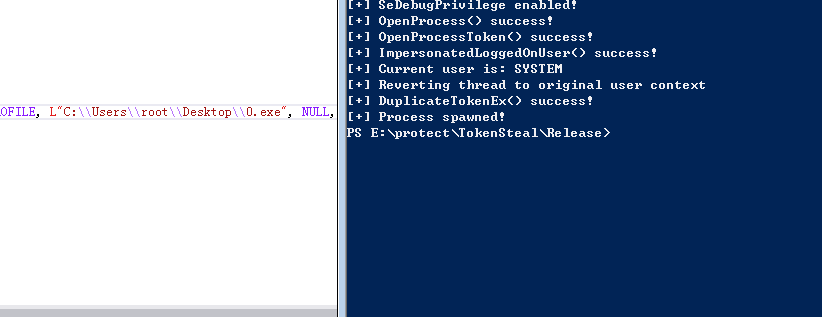 [+] SeDebugPrivilege enabled!
[+] OpenProcess() success!
[+] OpenProcessToken() success!
[+] ImpersonatedLoggedOnUser() success!
[+] Current user is: SYSTEM
[+] Reverting thread to original user context
OFILE, L"C:\\Users\\root\\Desktop\\0.exe", NULL,
[+] DuplicateTokenEx() success!
[+] Process spawned!
PS E:\protect\TokenSteal\Release>